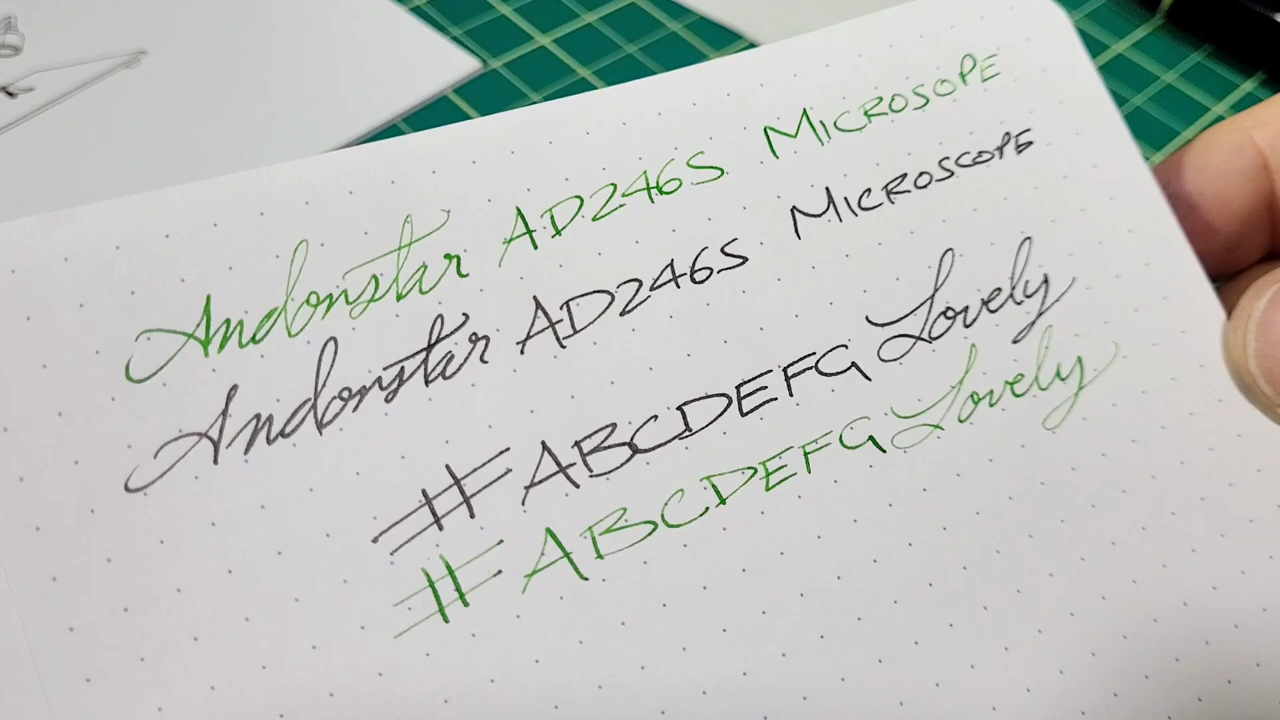 Andonstar AD246S MICROSOPE
Andonstar AD246S MICROSCOPE
#ABCDEFG Lovely
#ABCDEFG Lovely